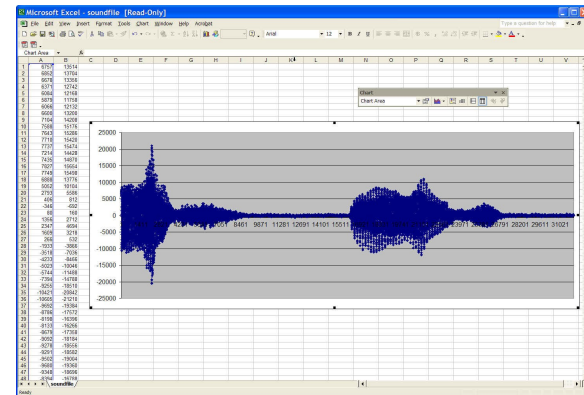 Microsoft Excel - soundfile [Read-Only]
File Edit View Insert Format Tools Chart Window Help Acrobat
Type a question for help
Arial 12 B I U
Chart Area
A B C D E F G H I J K L M N O P Q R S T U V
1 6757 13514
2 6852 13704
3 6678 13356
4 6371 12742
5 6084 12168
6 5879 11758
7 6066 12132
8 6600 13200
9 7104 14208
10 7588 15176
11 7643 15286
12 7710 15420
13 7737 15474
14 7214 14428
15 7435 14870
16 7827 15654
17 7749 15498
18 6888 13776
19 5052 10104
20 2793 5586
21 406 812
22 -346 -692
23 80 160
24 1356 2712
25 2347 4694
26 1609 3218
27 266 532
28 -1933 -3866
29 -3518 -7036
30 -4233 -8466
31 -5023 -10046
32 -5744 -11488
33 -7394 -14788
34 -9255 -18510
35 -10421 -20842
36 -10605 -21210
37 -9692 -19384
38 -8786 -17572
39 -8198 -16396
40 -8133 -16266
41 -8679 -17358
42 -9092 -18184
43 -9278 -18556
44 -9291 -18582
45 -9502 -19004
46 -9680 -19360
47 -9348 -18696
48 -8394 -16788
Chart
Chart Area
25000
20000
15000
10000
5000
0
8461 9871 11281 12691 14101 15511 23971 26791 28201 29611 31021
-5000
-10000
-15000
-20000
-25000
soundfile
Ready